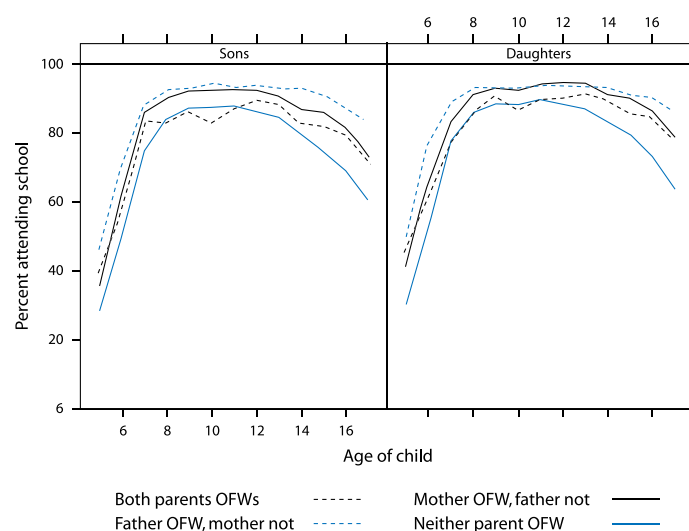 6 8 10 12 14 16
Sons Daughters
100
80
60
40
20
6
6 8 10 12 14 16
Percent attending school
Age of child
Both parents OFWs Mother OFW, father not
Father OFW, mother not Neither parent OFW